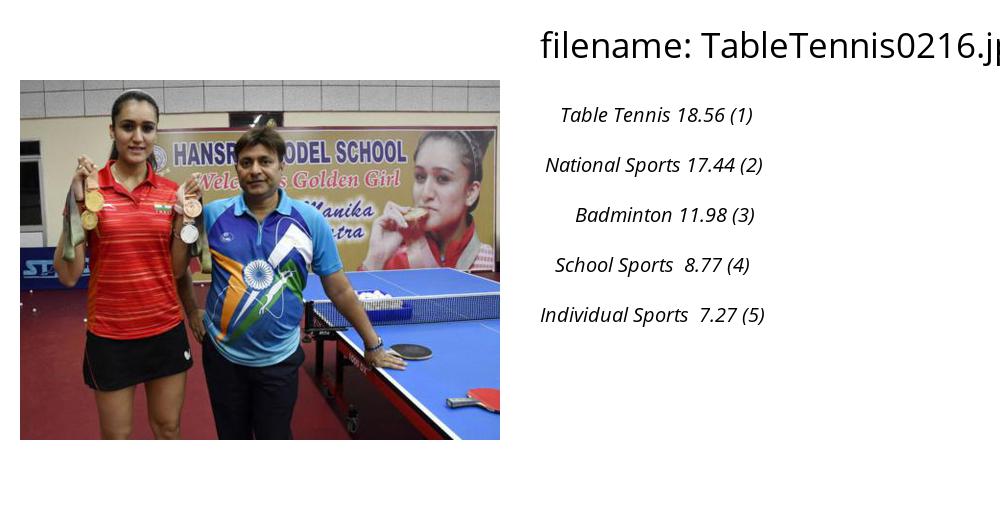 filename: TableTennis0216.jp
Table Tennis 18.56 (1)
National Sports 17.44 (2)
Badminton 11.98 (3)
School Sports 8.77 (4)
Individual Sports 7.27 (5)
HANSR ODEL SCHOOL
Welc s Golden Girl
Manika
tra